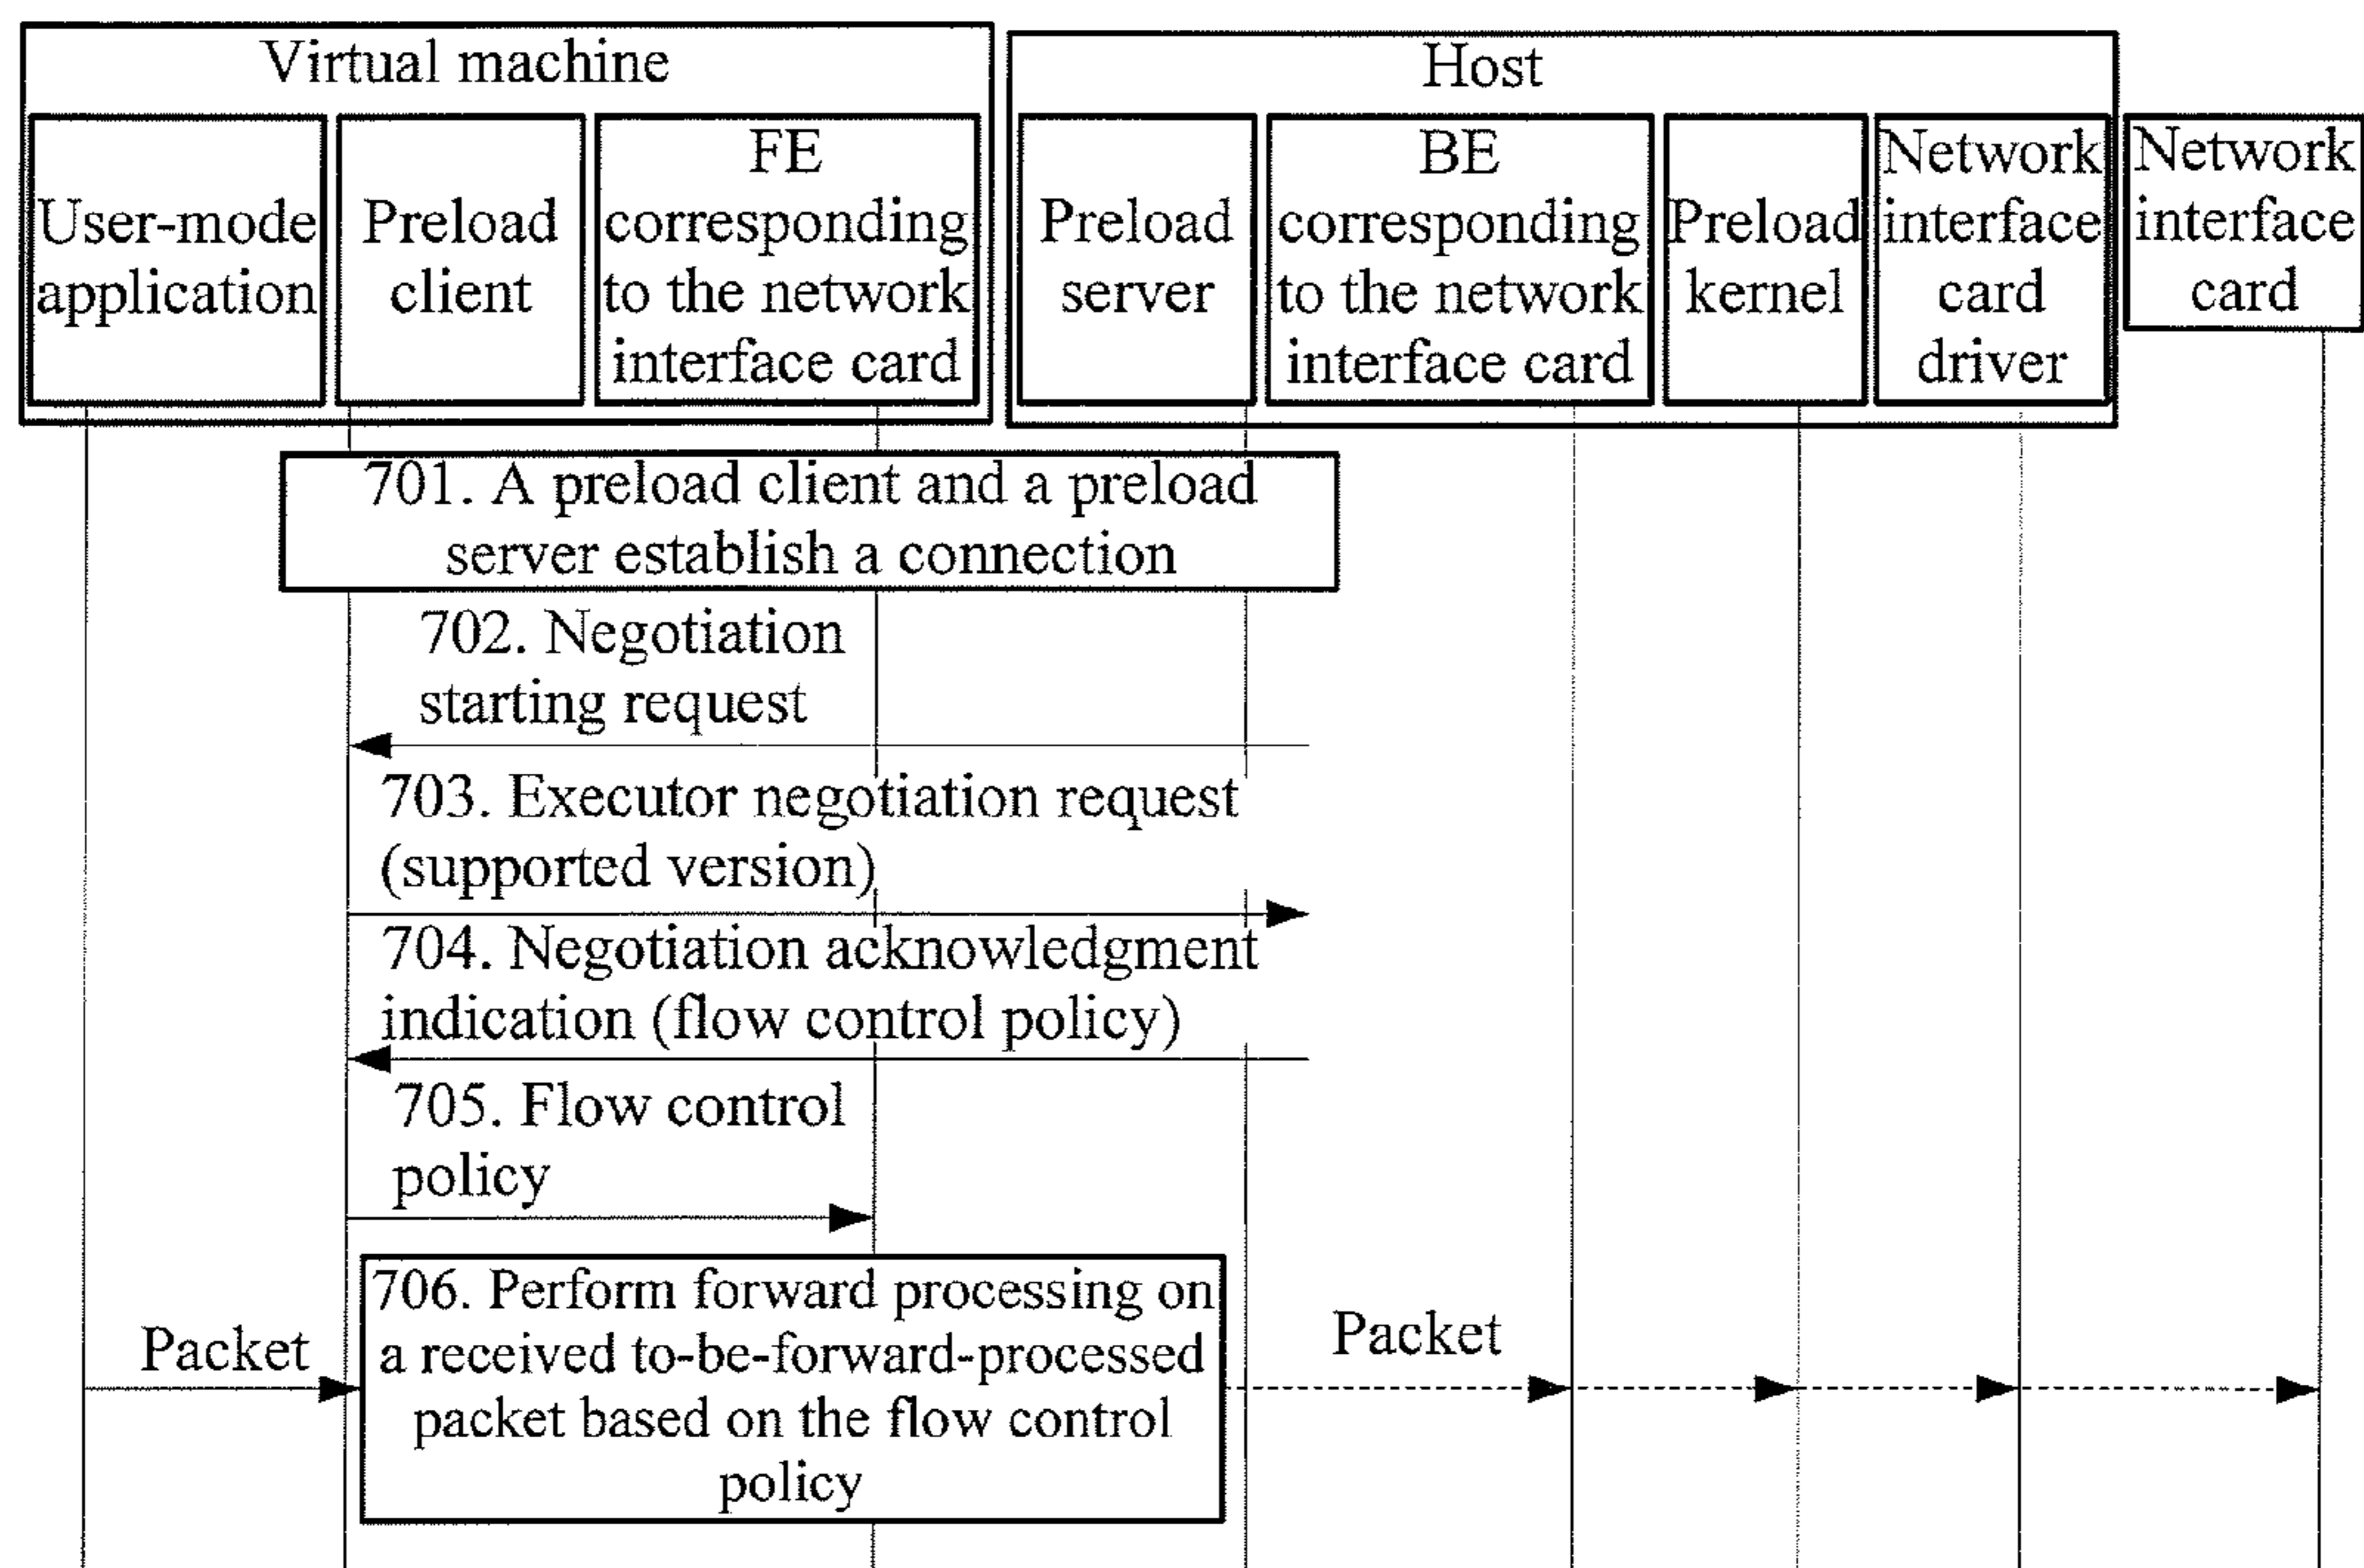 Virtual machine
Host
User-mode
application
Preload
client
FE
corresponding
to the network
interface card
Preload
server
BE
corresponding
to the network
interface card
Preload
kernel
Network
interface
card
driver
Network
interface
card
701. A preload client and a preload
server establish a connection
702. Negotiation
starting request
703. Executor negotiation request
(supported version)
704. Negotiation acknowledgment
indication (flow control policy)
705. Flow control
policy
706. Perform forward processing on
a received to-be-forward-processed
packet based on the flow control
policy
Packet
Packet